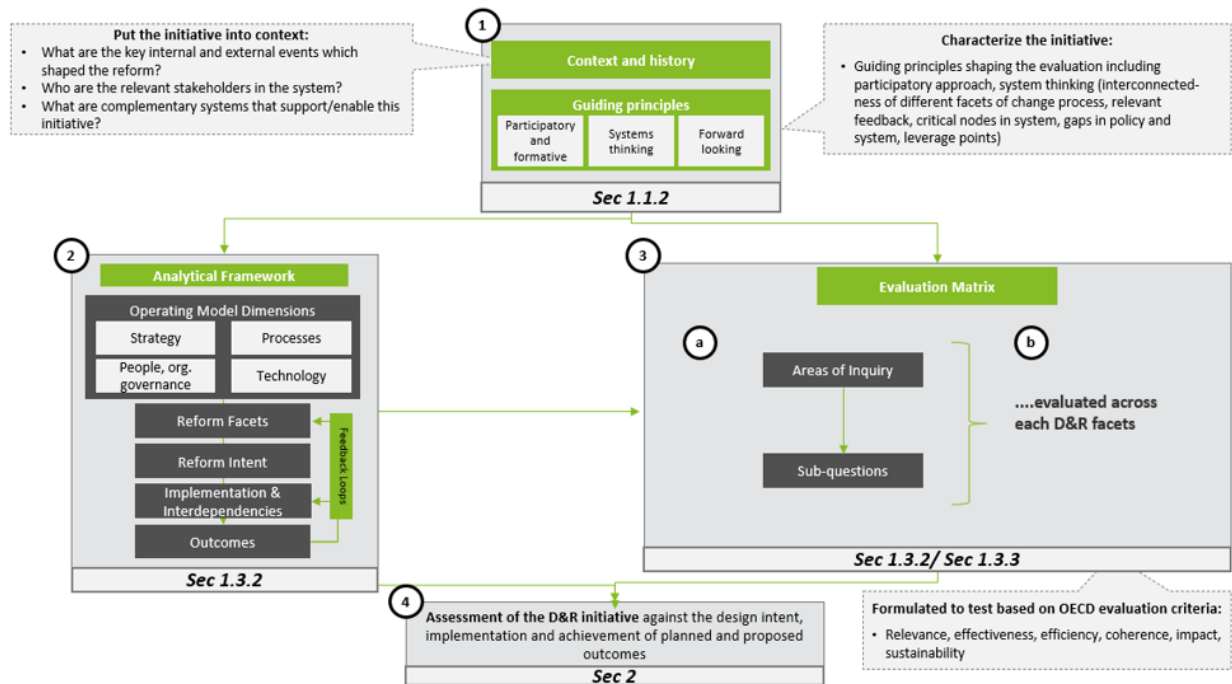 Put the initiative into context:
• What are the key internal and external events which
shaped the reform?
• Who are the relevant stakeholders in the system?
• What are complementary systems that support/enable this
initiative?
1
Context and history
Guiding principles
Participatory
and
formative
Systems
thinking
Forward
looking
Sec 1.1.2
Characterize the initiative:
• Guiding principles shaping the evaluation including
participatory approach, system thinking (interconnected-
ness of different facets of change process, relevant
feedback, critical nodes in system, gaps in policy and
system, leverage points)
2
Analytical Framework
Operating Model Dimensions
Strategy
Processes
People, org.
governance
Technology
Reform Facets
Reform Intent
Implementation &
Interdependencies
Outcomes
Feedback Loops
Sec 1.3.2
3
Evaluation Matrix
a
Areas of Inquiry
Sub-questions
b
....evaluated across
each D&R facets
Sec 1.3.2/ Sec 1.3.3
4
Assessment of the D&R initiative against the design intent,
implementation and achievement of planned and proposed
outcomes
Sec 2
Formulated to test based on OECD evaluation criteria:
• Relevance, effectiveness, efficiency, coherence, impact,
sustainability